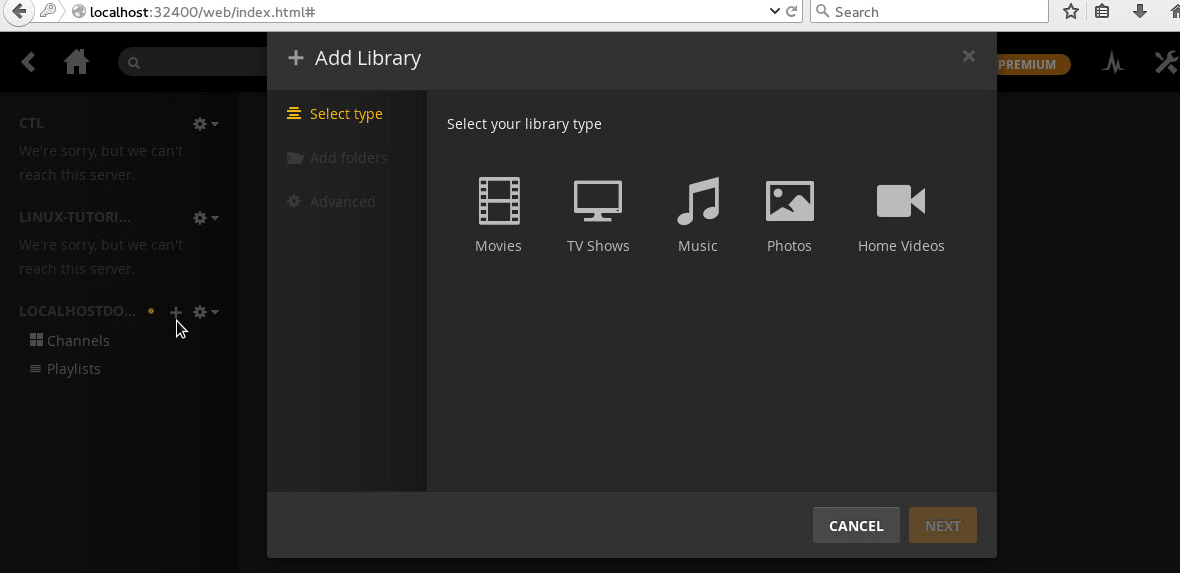 localhost:32400/web/index.html#
Search
Add Library
PREMIUM
Select type
Add folders
Advanced
Select your library type
Movies
TV Shows
Music
Photos
Home Videos
CTL
We're sorry, but we can't
reach this server.
LINUX-TUTORI...
We're sorry, but we can't
reach this server.
LOCALHOSTDO...
Channels
Playlists
CANCEL
NEXT